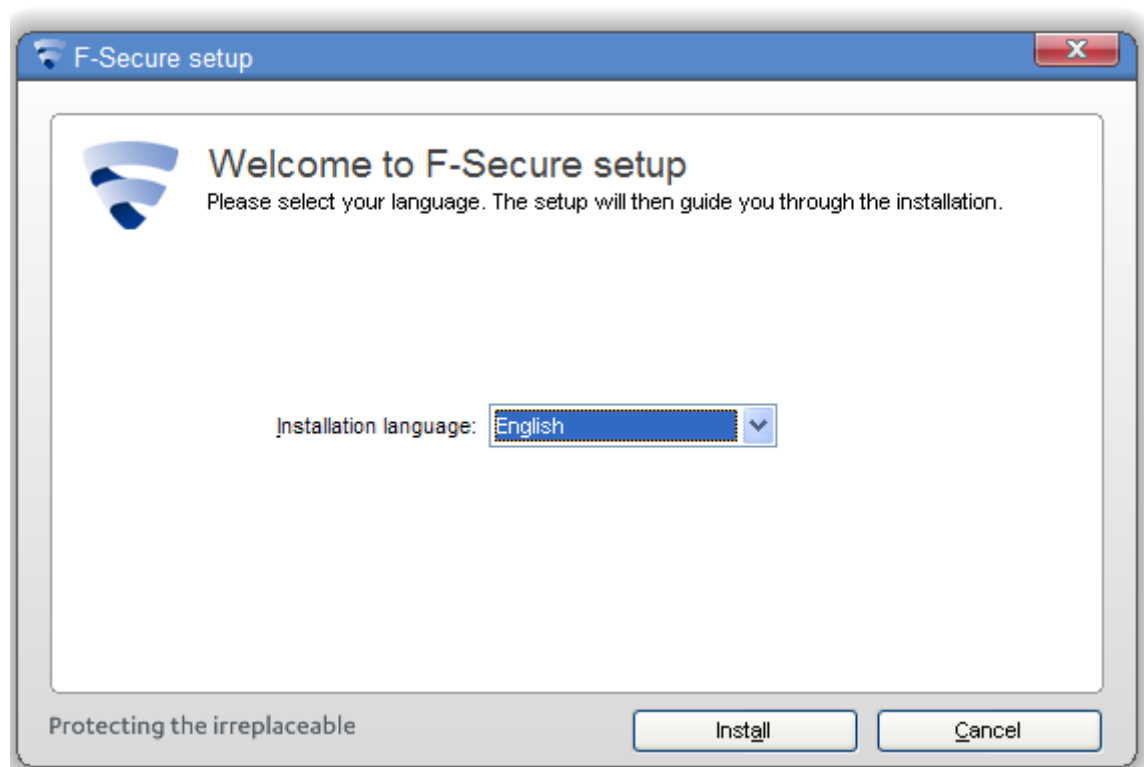 F-Secure setup
Welcome to F-Secure setup
Please select your language. The setup will then guide you through the installation.
Installation language: English
Protecting the irreplaceable
Install Cancel